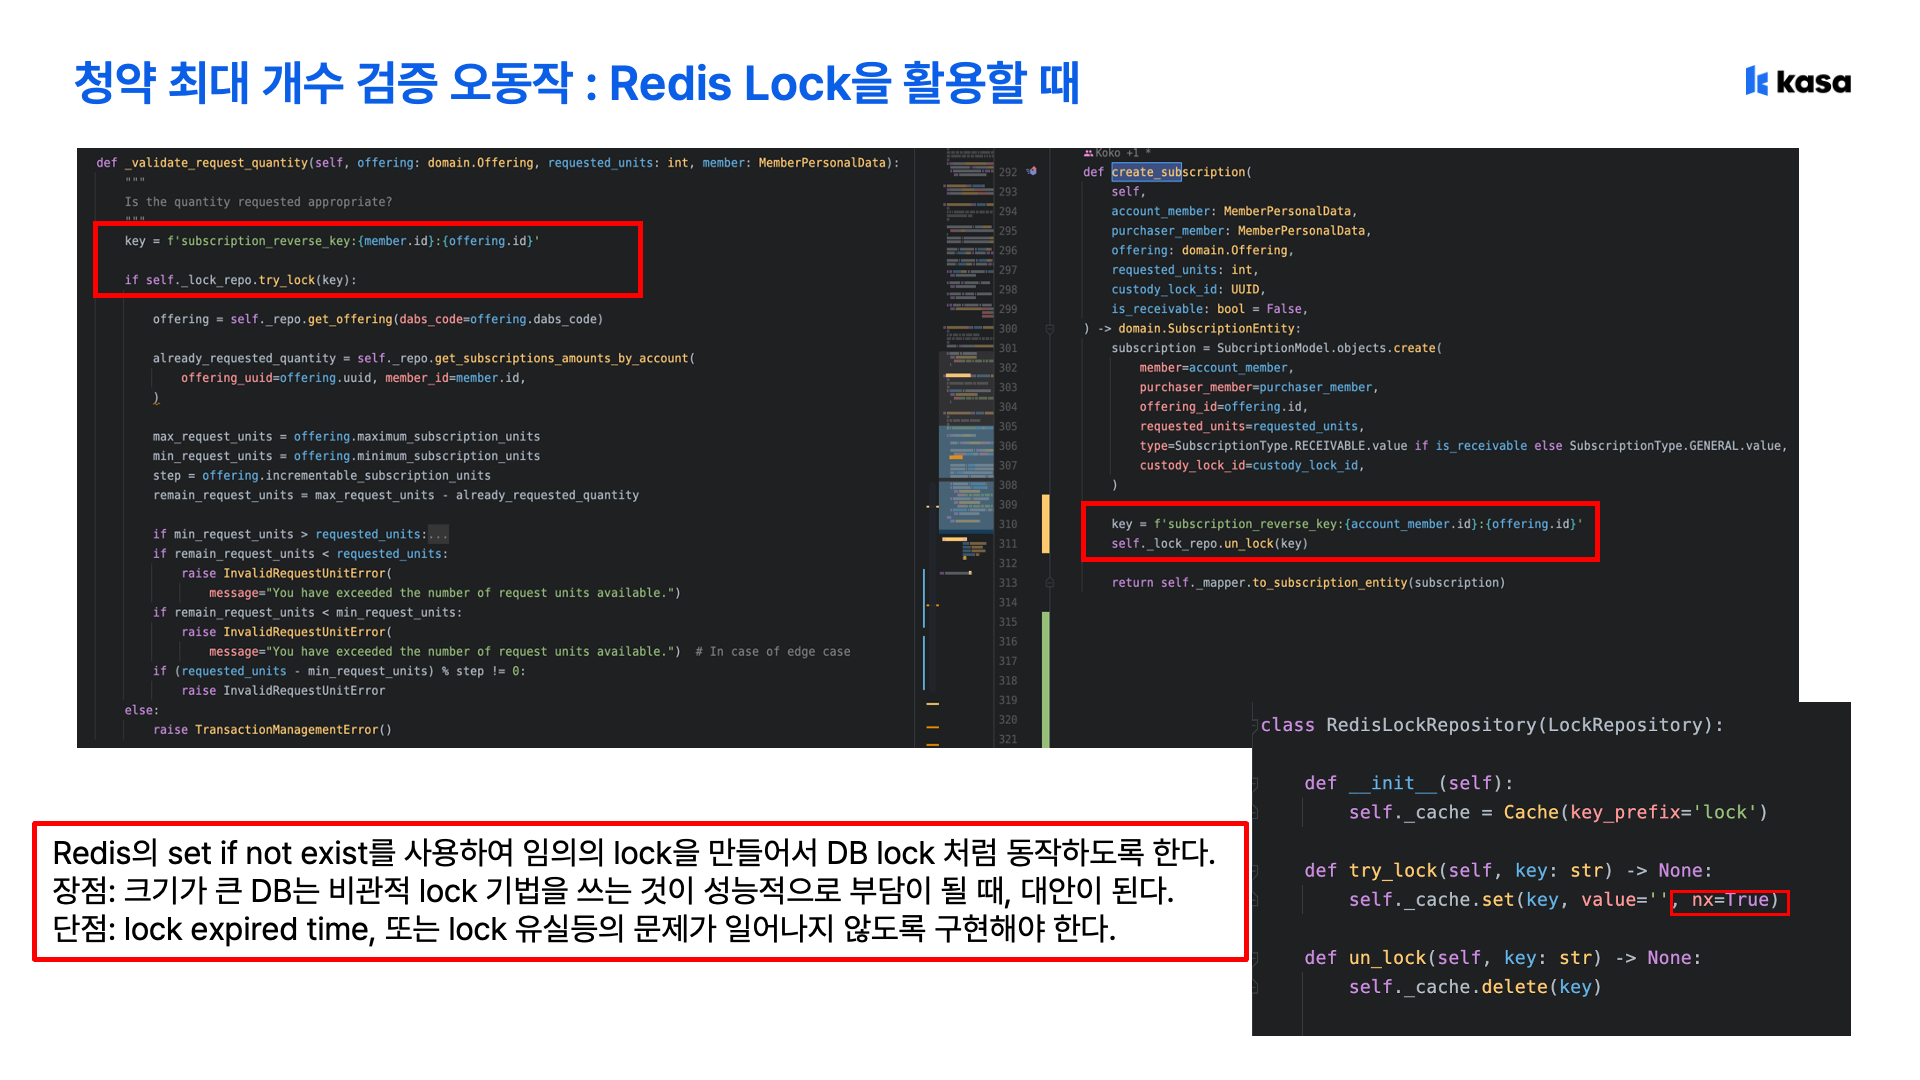 청약 최대 개수 검증 오동작 : Redis Lock을 활용할 때
kasa
def _validate_request_quantity(self, offering: domain.Offering, requested_units: int, member: MemberPersonalData):
"""
Is the quantity requested appropriate?
"""
key = f'subscription_reverse_key:{member.id}:{offering.id}'
if self._lock_repo.try_lock(key):
offering = self._repo.get_offering(dabs_code=offering.dabs_code)
already_requested_quantity = self._repo.get_subscriptions_amounts_by_account(
offering_uuid=offering.uuid, member_id=member.id,
)
max_request_units = offering.maximum_subscription_units
min_request_units = offering.minimum_subscription_units
step = offering.incrementable_subscription_units
remain_request_units = max_request_units - already_requested_quantity
if min_request_units > requested_units:...
if remain_request_units < requested_units:
raise InvalidRequestUnitError(
message="You have exceeded the number of request units available.")
if remain_request_units < min_request_units:
raise InvalidRequestUnitError(
message="You have exceeded the number of request units available.")  # In case of edge case
if (requested_units - min_request_units) % step != 0:
raise InvalidRequestUnitError
else:
raise TransactionManagementError()
Koko +1 *
292 def create_subscription(
293 self,
294 account_member: MemberPersonalData,
295 purchaser_member: MemberPersonalData,
296 offering: domain.Offering,
297 requested_units: int,
298 custody_lock_id: UUID,
299 is_receivable: bool = False,
300 ) -> domain.SubscriptionEntity:
301 subscription = SubcriptionModel.objects.create(
302 member=account_member,
303 purchaser_member=purchaser_member,
304 offering_id=offering.id,
305 requested_units=requested_units,
306 type=SubscriptionType.RECEIVABLE.value if is_receivable else SubscriptionType.GENERAL.value,
307 custody_lock_id=custody_lock_id,
308 )
309
310 key = f'subscription_reverse_key:{account_member.id}:{offering.id}'
311 self._lock_repo.un_lock(key)
312
313 return self._mapper.to_subscription_entity(subscription)
314
315
316
317
318
319
320
321
class RedisLockRepository(LockRepository):
def __init__(self):
self._cache = Cache(key_prefix='lock')
def try_lock(self, key: str) -> None:
self._cache.set(key, value='', nx=True)
def un_lock(self, key: str) -> None:
self._cache.delete(key)
Redis의 set if not exist를 사용하여 임의의 lock을 만들어서 DB lock 처럼 동작하도록 한다.
장점: 크기가 큰 DB는 비관적 lock 기법을 쓰는 것이 성능적으로 부담이 될 때, 대안이 된다.
단점: lock expired time, 또는 lock 유실등의 문제가 일어나지 않도록 구현해야 한다.